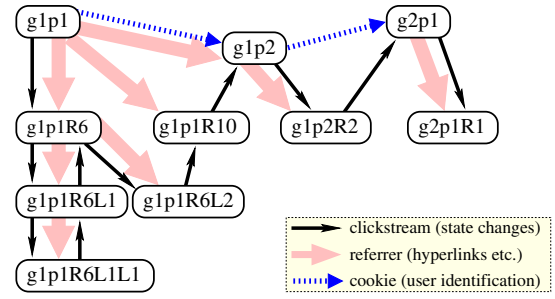 g1p1
g2p1
g1p2
g1p1R6
g1p1R10
g1p2R2
g2p1R1
g1p1R6L1
g1p1R6L2
g1p1R6L1L1
clickstream (state changes)
referrer (hyperlinks etc.)
cookie (user identification)